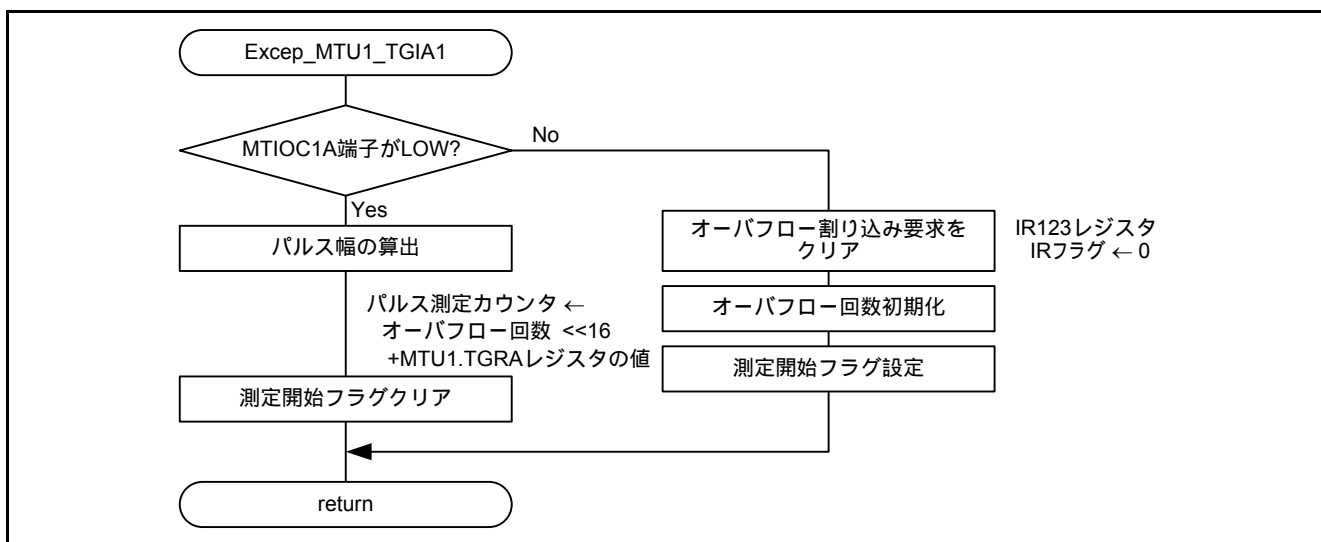 Excep_MTU1_TGIA1
MTIOC1A端子がLOW?
No
Yes
パルス幅の算出
パルス測定カウンタ ←
オーバフロー回数 <<16
+MTU1.TGRAレジスタの値
測定開始フラグクリア
オーバフロー割り込み要求を
クリア
IR123レジスタ
IRフラグ ← 0
オーバフロー回数初期化
測定開始フラグ設定
return